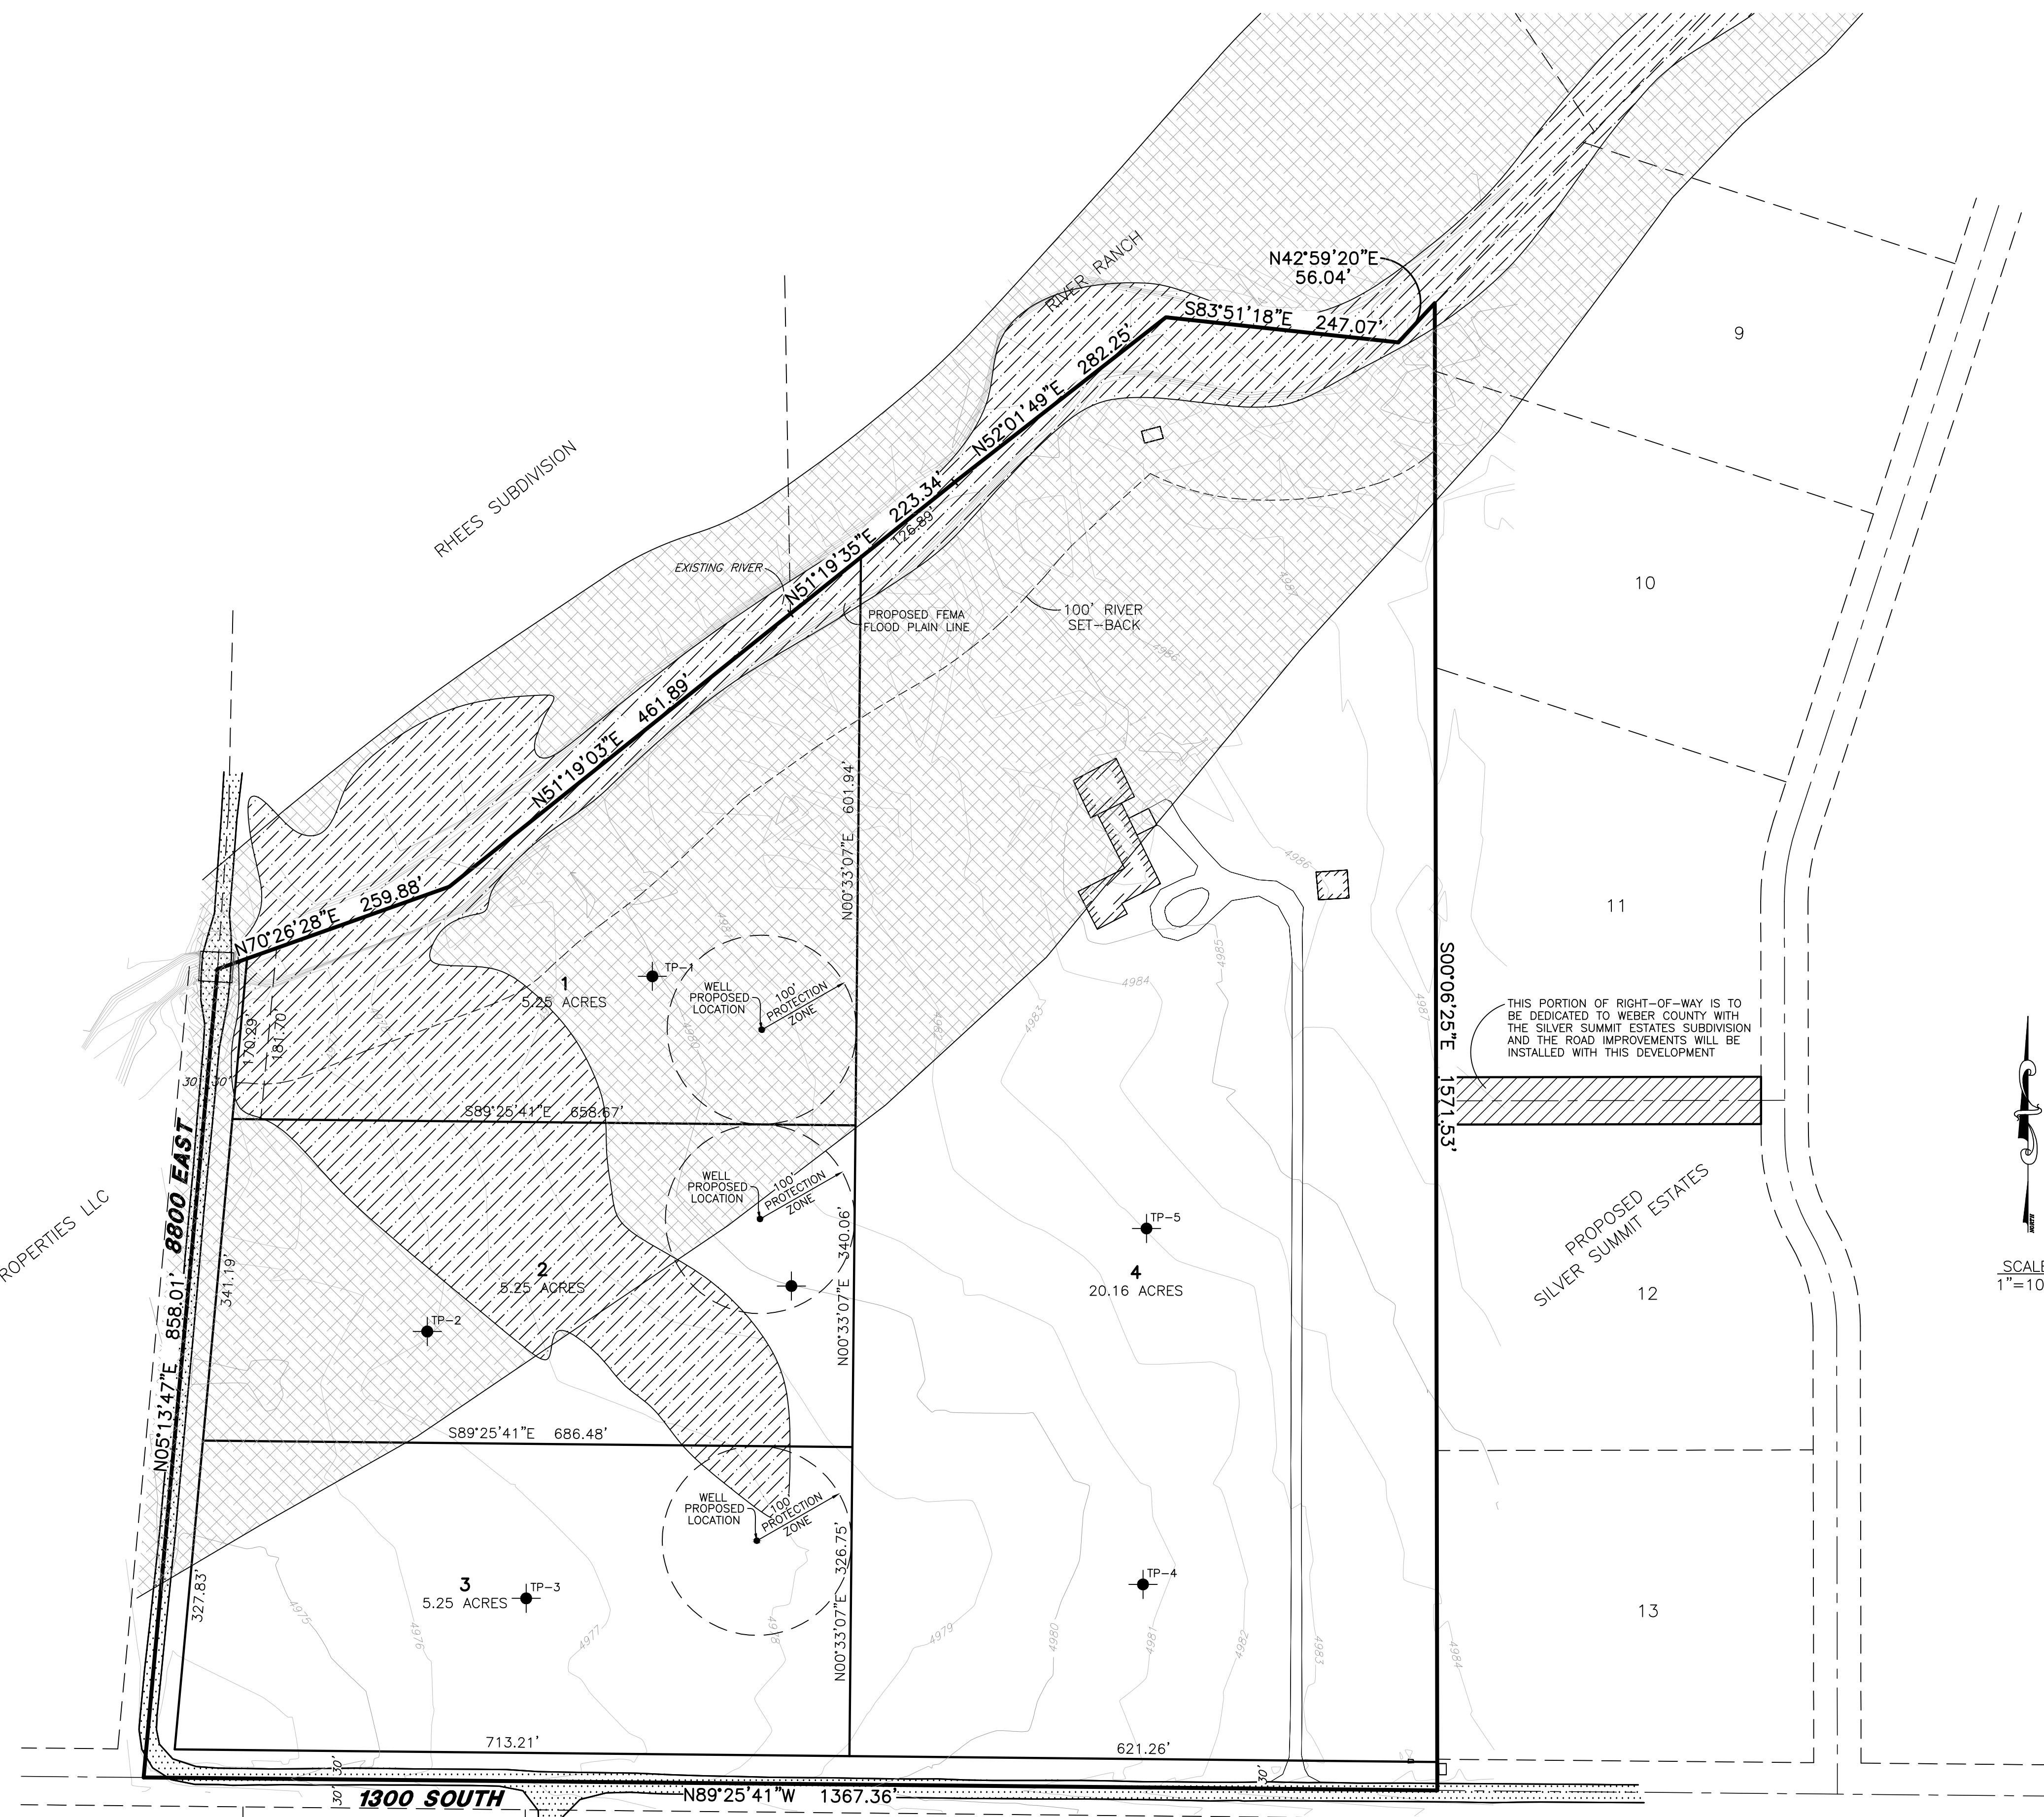 RIVER RANCH
N42°59'20"E
56.04'
S83°51'18"E 247.07'
9
N52°01'49"E 282.25'
RHEES SUBDIVISION
N51°19'35"E 223.34'
126.89'
EXISTING RIVER
PROPOSED FEMA
FLOOD PLAIN LINE
100' RIVER
SET-BACK
4987
4986
10
N51°19'03"E 461.89'
N00°33'07"E 601.94'
N70°26'28"E 259.88'
4986
11
4985
4984
4983
4982
4987
4980
1
5.25 ACRES
TP-1
WELL
PROPOSED
LOCATION
100'
PROTECTION
ZONE
S00°06'25"E 1571.53'
THIS PORTION OF RIGHT-OF-WAY IS TO
BE DEDICATED TO WEBER COUNTY WITH
THE SILVER SUMMIT ESTATES SUBDIVISION
AND THE ROAD IMPROVEMENTS WILL BE
INSTALLED WITH THIS DEVELOPMENT
170.29'
181.70'
30' 30'
S89°25'41"E 658.67'
8800 EAST
N05°13'47"E 858.01'
ROPERTIES LLC
341.19'
WELL
PROPOSED
LOCATION
100'
PROTECTION
ZONE
N00°33'07"E 340.06'
2
5.25 ACRES
TP-2
TP-5
4
20.16 ACRES
PROPOSED
SILVER SUMMIT ESTATES
12
NORTH
SCALE
1"=10
S89°25'41"E 686.48'
WELL
PROPOSED
LOCATION
100'
PROTECTION
ZONE
N00°33'07"E 326.75'
3
5.25 ACRES
TP-3
TP-4
327.83'
13
4975
4976
4977
4978
4979
4980
4981
4982
4983
4984
713.21'
621.26'
30'
30'
30'
1300 SOUTH
N89°25'41"W 1367.36'